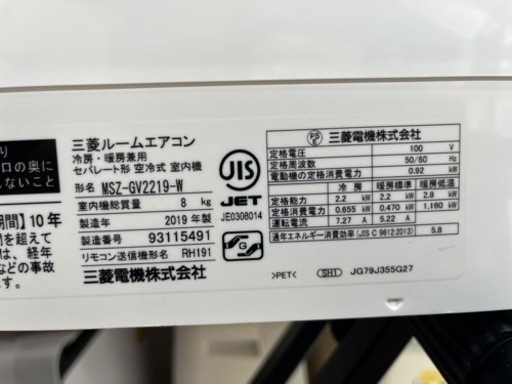 り
口の奥に
しないこと
期間】10年
を超えて
は、経年
などの事故
三菱ルームエアコン
冷房・暖房兼用
セパレート形 空冷式 室内機
形名 MSZ-GV2219-W
室内機総質量 8 kg
製造年 2019 年製
製造番号 93115491
リモコン送信機形名 RH191
三菱電機株式会社
JIS
JET
JE0308014
PS E
三菱電機株式会社
定格電圧 100 V
定格周波数 50/60 Hz
電動機の定格消費電力 0.92 kW
冷房 暖房標準 暖房低温
定格能力 2.2 kW 2.2 kW 2.8 kW
定格消費電力 0.655 kW 0.470 kW 1.160 kW
運転電流 7.27 A 5.22 A
通年エネルギー消費効率(JIS C 9612:2013) 5.8
>PET< SH1 JG79J355G27